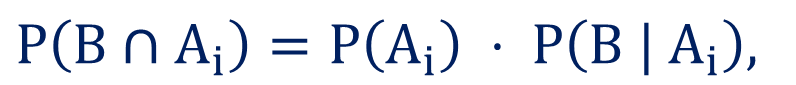 P(B ∩ Aᵢ) = P(Aᵢ) · P(B | Aᵢ),